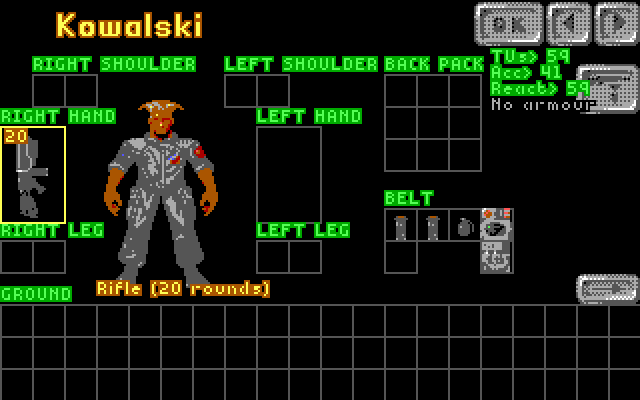 Kowalski
OK
RIGHT SHOULDER
LEFT SHOULDER
BACK PACK
TUs> 59
Acc> 41
React> 59
No armour
RIGHT HAND
LEFT HAND
20
BELT
RIGHT LEG
LEFT LEG
GROUND
Rifle (20 rounds)